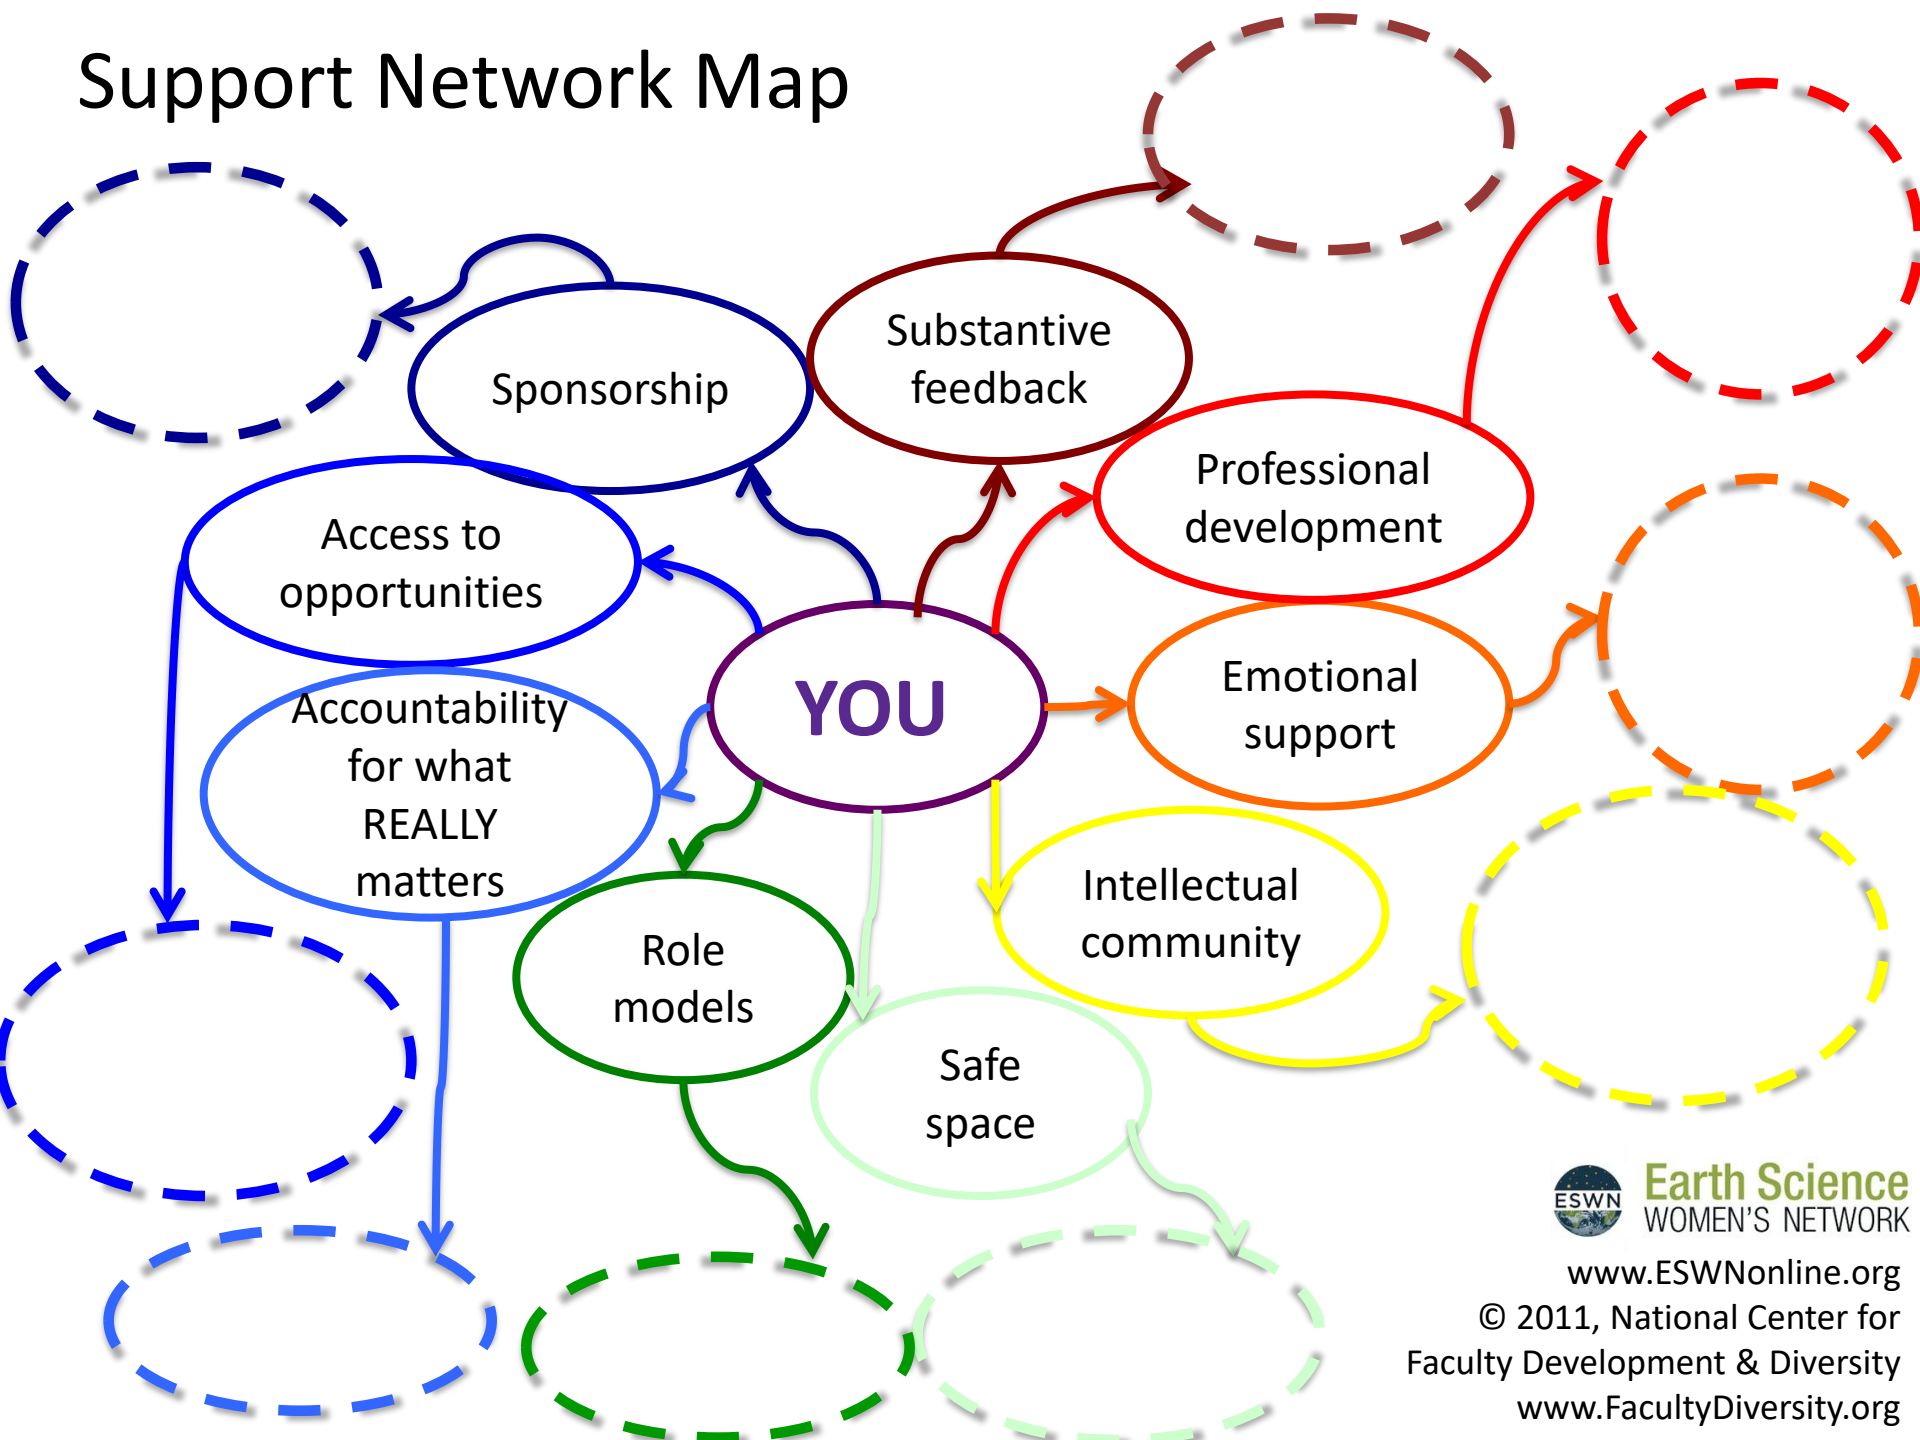 Support Network Map
Substantive
feedback
Sponsorship
Professional
development
Access to
opportunities
Emotional
support
YOU
Accountability
for what
REALLY
matters
Intellectual
community
Role
models
Safe
space
ESWN
Earth Science
WOMEN'S NETWORK
www.ESWNonline.org
© 2011, National Center for
Faculty Development & Diversity
www.FacultyDiversity.org